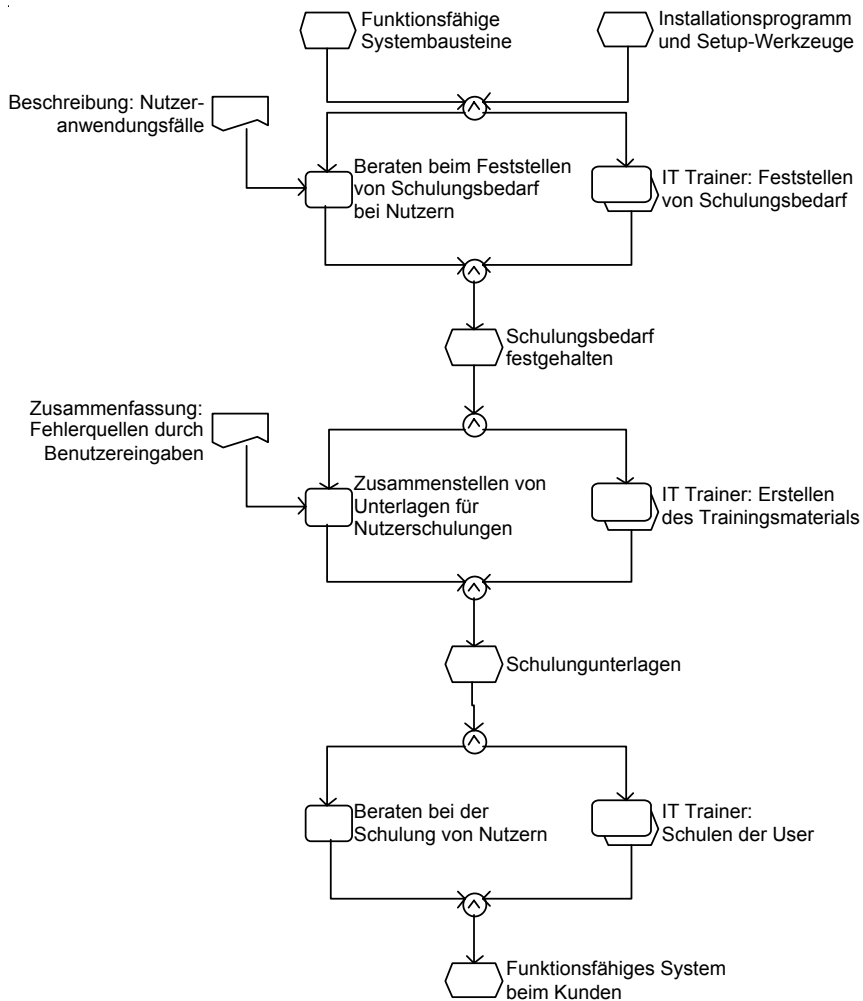 Funktionsfähige
Systembausteine
Installationsprogramm
und Setup-Werkzeuge
Beschreibung: Nutzer-
anwendungsfälle
Beraten beim Feststellen
von Schulungsbedarf
bei Nutzern
IT Trainer: Feststellen
von Schulungsbedarf
Schulungsbedarf
festgehalten
Zusammenfassung:
Fehlerquellen durch
Benutzereingaben
Zusammenstellen von
Unterlagen für
Nutzerschulungen
IT Trainer: Erstellen
des Trainingsmaterials
Schulungunterlagen
Beraten bei der
Schulung von Nutzern
IT Trainer:
Schulen der User
Funktionsfähiges System
beim Kunden